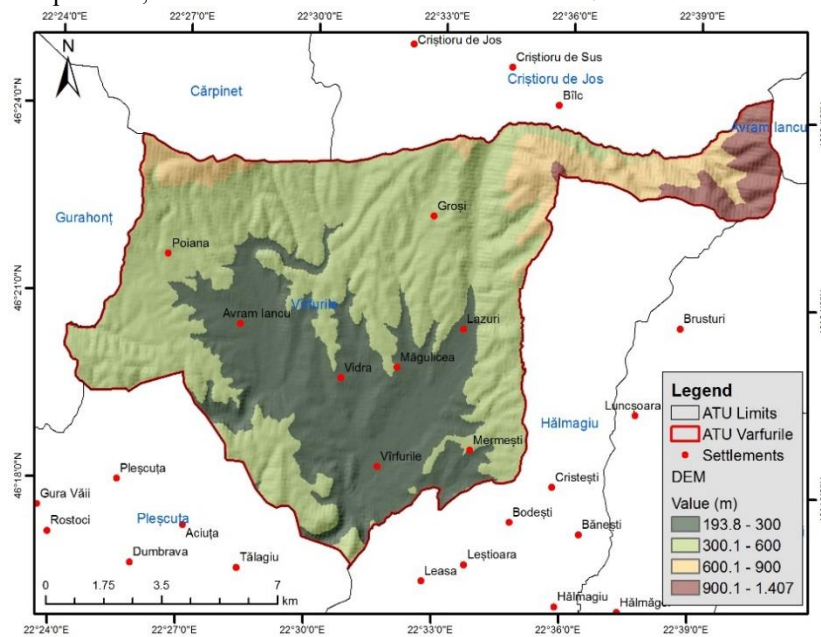 22°24'0"E 22°27'0"E 22°30'0"E 22°33'0"E 22°36'0"E 22°39'0"E
N
Criștioru de Jos
Criștioru de Sus
Criștioru de Jos
Cărpinet
Bîlc
46°24'0"N
Avram Iancu
Gurahonț
Groși
Poiana
46°21'0"N
Vîrfurile
Avram Iancu
Lazuri
Brusturi
Măgulicea
Vidra
Legend
ATU Limits
ATU Varfurile
Settlements
DEM
Value (m)
193.8 - 300
300.1 - 600
600.1 - 900
900.1 - 1.407
Luncșoara
Hălmagiu
Mermești
Vîrfurile
46°18'0"N
Pleșcuța
Cristești
Gura Văii
Bodești
Pleșcuța
Rostoci
Aciuța
Bănești
Dumbrava
Tălagiu
Leștioara
Leasa
0 1.75 3.5 7
km
Hălmagiu
22°24'0"E 22°27'0"E 22°30'0"E 22°33'0"E 22°36'0"E 22°39'0"E